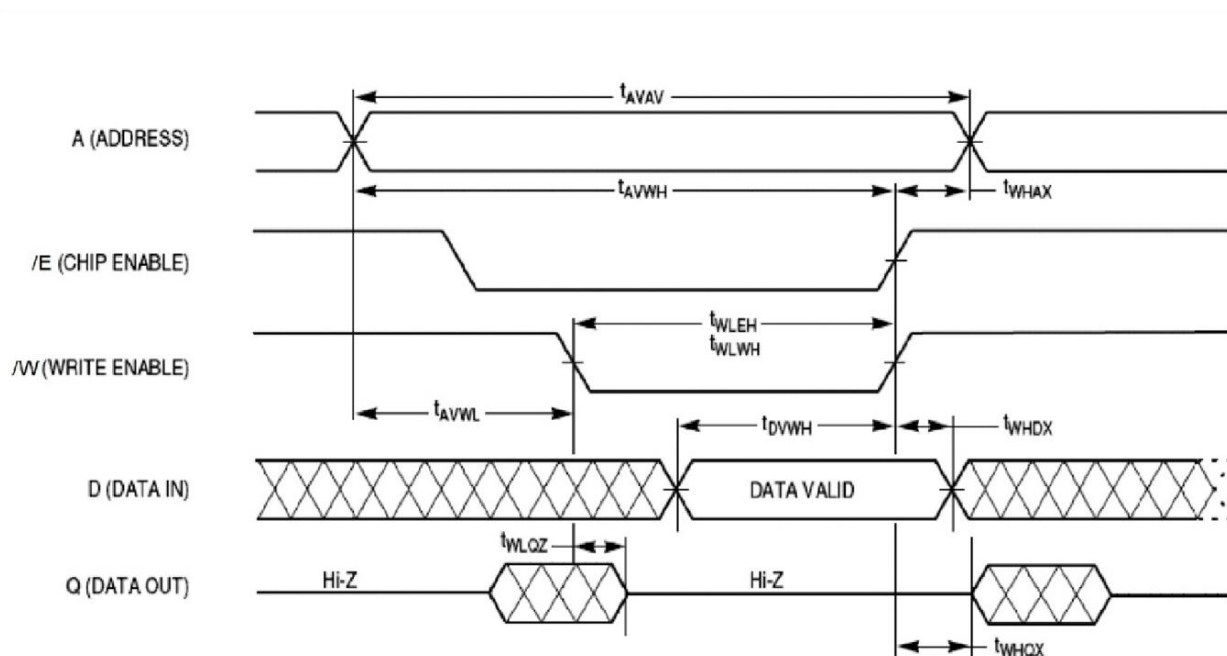 tAVAV
A (ADDRESS)
tAVWH
tWHAX
/E (CHIP ENABLE)
tWLEH
tWLWH
/W (WRITE ENABLE)
tAVWL
tDVWH
tWHDX
D (DATA IN)
DATA VALID
tWLQZ
Q (DATA OUT)
Hi-Z
Hi-Z
tWHQX